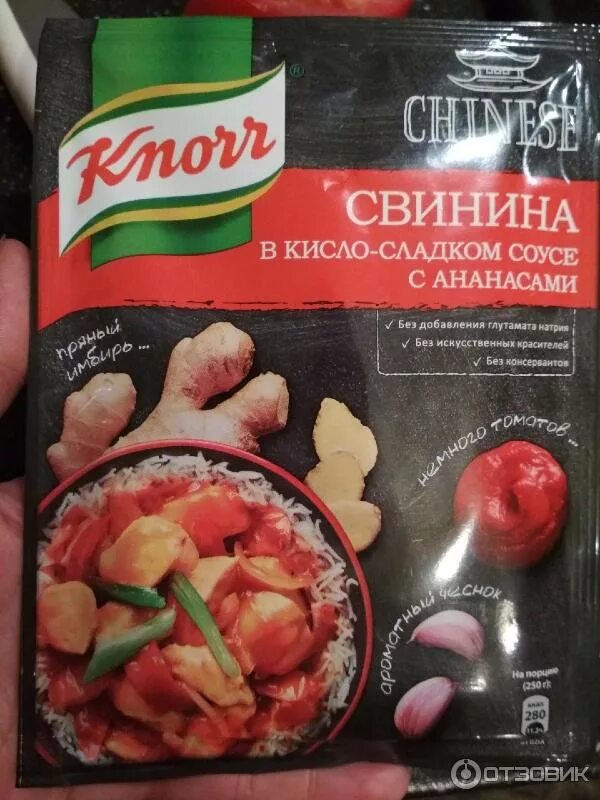 Knorr
®
CHINESE
СВИНИНА
В КИСЛО-СЛАДКОМ СОУСЕ
С АНАНАСАМИ
✓ Без добавления глутамата натрия
✓ Без искусственных красителей
✓ Без консервантов
пряный
имбирь...
немного томатов...
ароматный чеснок...
На порцию
(250 г):
ккал
280
ОТЗОВИК